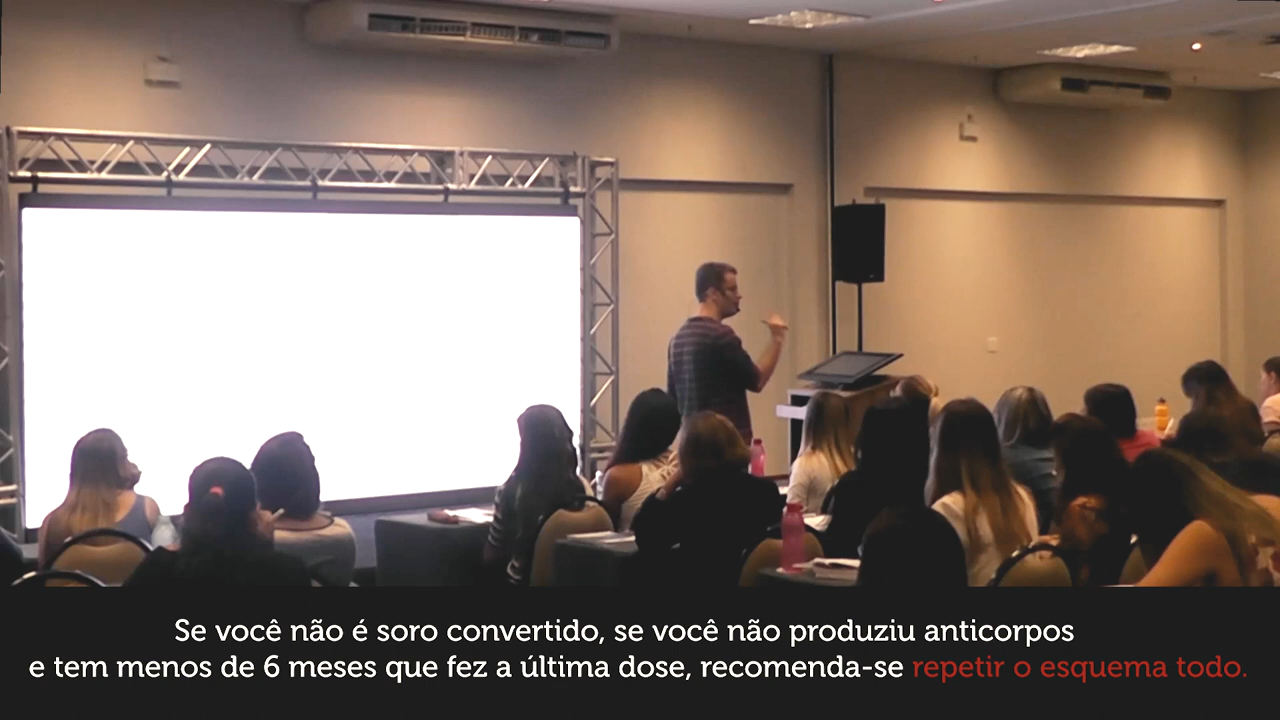 Se você não é soro convertido, se você não produziu anticorpos
e tem menos de 6 meses que fez a última dose, recomenda-se repetir o esquema todo.